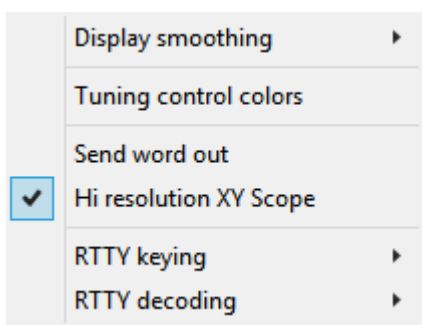 Display smoothing
Tuning control colors
Send word out
Hi resolution XY Scope
RTTY keying
RTTY decoding